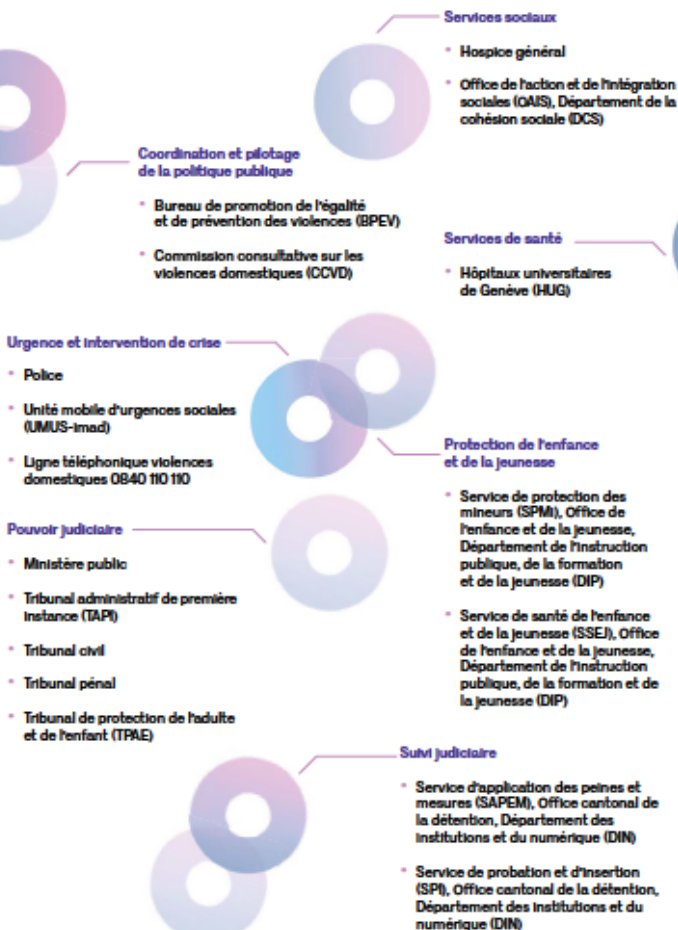 Services sociaux
Hospice général
Office de l'action et de l'intégration
sociales (OAIS), Département de la
cohésion sociale (DCS)
Coordination et pilotage
de la politique publique
Bureau de promotion de l'égalité
et de prévention des violences (BPEV)
Commission consultative sur les
violences domestiques (CCVD)
Services de santé
Hôpitaux universitaires
de Genève (HUG)
Urgence et intervention de crise
Police
Unité mobile d'urgences sociales
(UMUS-imad)
Ligne téléphonique violences
domestiques 0840 110 110
Protection de l'enfance
et de la jeunesse
Service de protection des
mineurs (SPMi), Office de
l'enfance et de la jeunesse,
Département de l'instruction
publique, de la formation
et de la jeunesse (DIP)
Service de santé de l'enfance
et de la jeunesse (SSEJ), Office
de l'enfance et de la jeunesse,
Département de l'instruction
publique, de la formation et de
la jeunesse (DIP)
Pouvoir judiciaire
Ministère public
Tribunal administratif de première
instance (TAPI)
Tribunal civil
Tribunal pénal
Tribunal de protection de l'adulte
et de l'enfant (TPAE)
Suivi judiciaire
Service d'application des peines et
mesures (SAPEM), Office cantonal de
la détention, Département des
institutions et du numérique (DIN)
Service de probation et d'insertion
(SPI), Office cantonal de la détention,
Département des institutions et du
numérique (DIN)